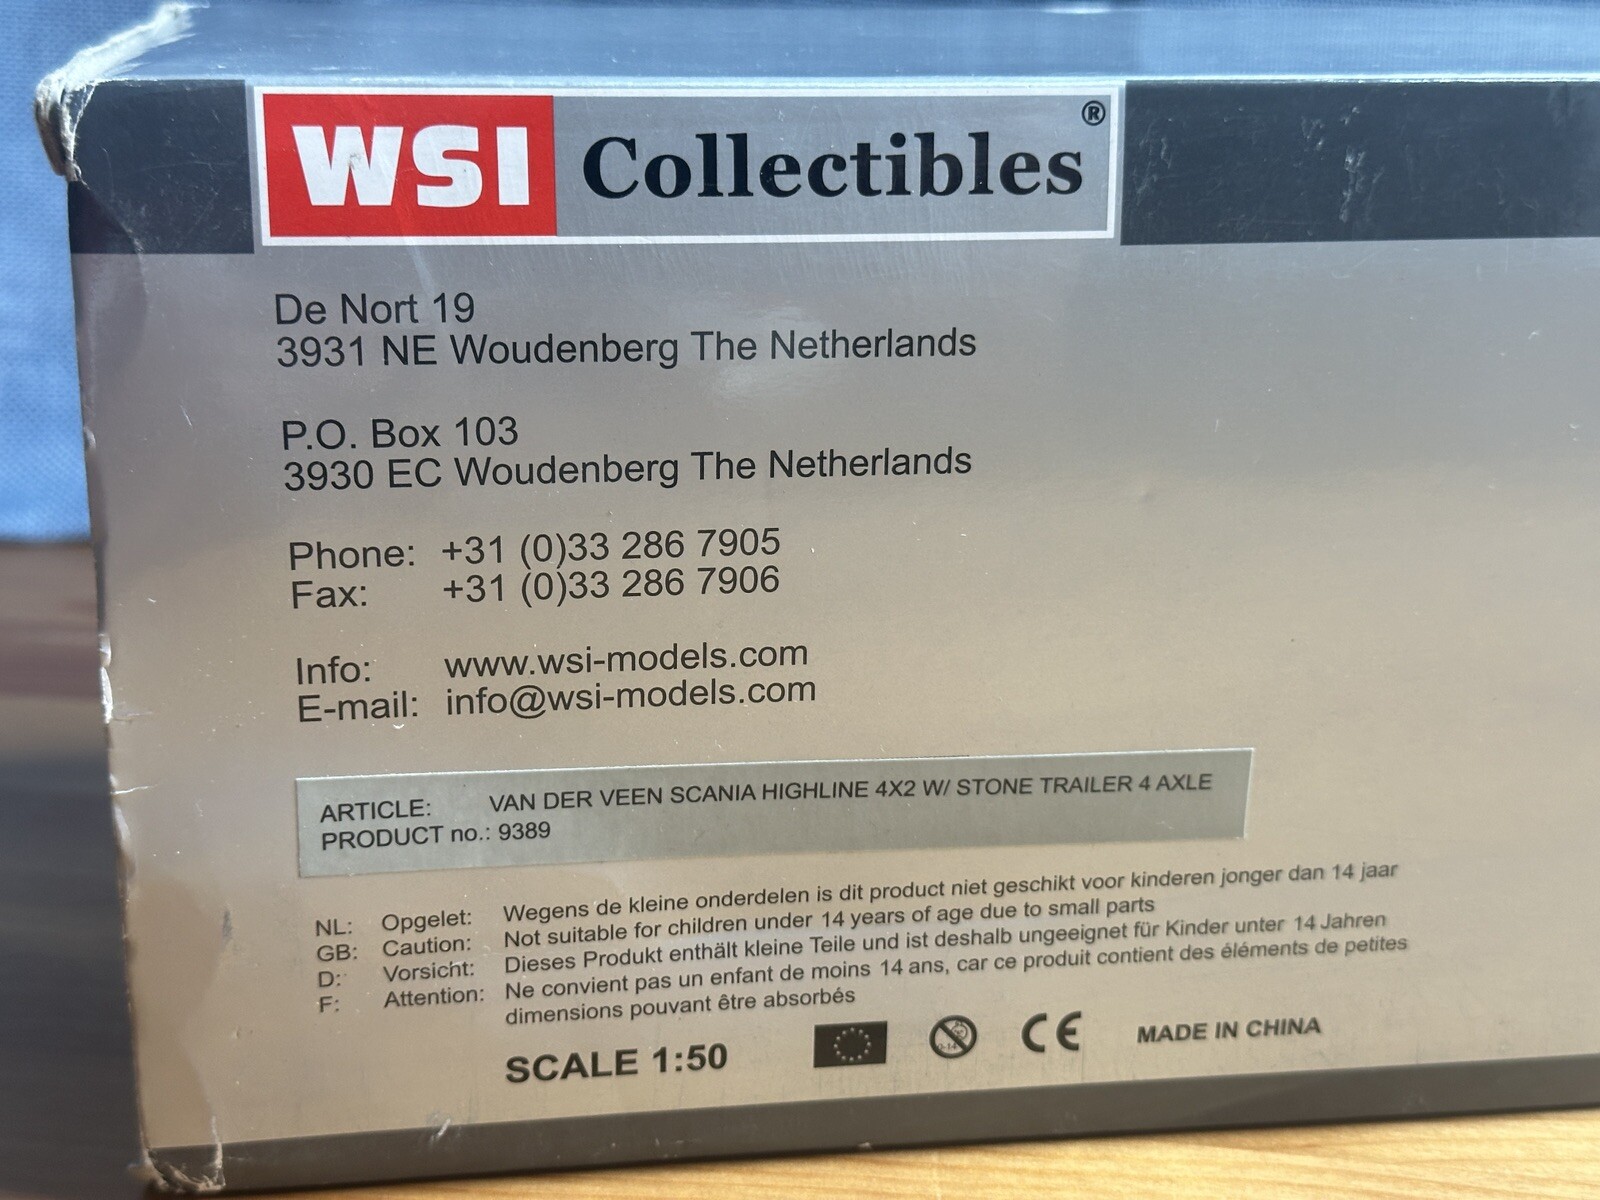 WSI Collectibles ®
De Nort 19
3931 NE Woudenberg The Netherlands
P.O. Box 103
3930 EC Woudenberg The Netherlands
Phone: +31 (0)33 286 7905
Fax: +31 (0)33 286 7906
Info: www.wsi-models.com
E-mail: info@wsi-models.com
ARTICLE: VAN DER VEEN SCANIA HIGHLINE 4X2 W/ STONE TRAILER 4 AXLE
PRODUCT no.: 9389
NL: Opgelet: Wegens de kleine onderdelen is dit product niet geschikt voor kinderen jonger dan 14 jaar
GB: Caution: Not suitable for children under 14 years of age due to small parts
D: Vorsicht: Dieses Produkt enthält kleine Teile und ist deshalb ungeeignet für Kinder unter 14 Jahren
F: Attention: Ne convient pas un enfant de moins 14 ans, car ce produit contient des éléments de petites
dimensions pouvant être absorbés
SCALE 1:50 0-14 CE MADE IN CHINA